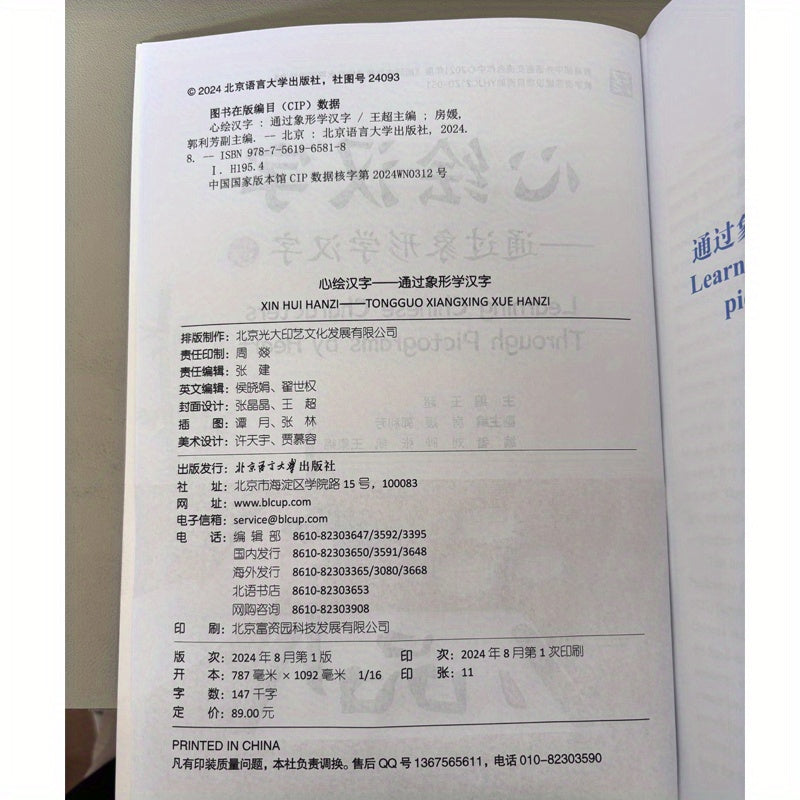 © 2024 北京语言大学出版社，社图号 24093
图书在版编目（CIP）数据
心绘汉字：通过象形学汉字 / 王超主编；房媛，
郭利芳副主编. -- 北京：北京语言大学出版社，2024.
8. -- ISBN 978-7-5619-6581-8
Ⅰ. H195.4
中国国家版本馆 CIP 数据核字第 2024WN0312 号
心绘汉字——通过象形学汉字
XIN HUI HANZI——TONGGUO XIANGXING XUE HANZI
排版制作：北京光大印艺文化发展有限公司
责任印制：周 燚
责任编辑：张 建
英文编辑：侯晓娟、翟世权
封面设计：张晶晶、王 超
插 图：谭 月、张 林
美术设计：许天宇、贾慕容
出版发行：北京语言大学出版社
社 址：北京市海淀区学院路 15 号，100083
网 址：www.blcup.com
电子信箱：service@blcup.com
电 话：编 辑 部 8610-82303647/3592/3395
国内发行 8610-82303650/3591/3648
海外发行 8610-82303365/3080/3668
北语书店 8610-82303653
网购咨询 8610-82303908
印 刷：北京富资园科技发展有限公司
版 次：2024 年 8 月第 1 版 印 次：2024 年 8 月第 1 次印刷
开 本：787 毫米 × 1092 毫米 1/16 印 张：11
字 数：147 千字
定 价：89.00 元
PRINTED IN CHINA
凡有印装质量问题，本社负责调换。售后 QQ 号 1367565611，电话 010-82303590
通过象
Learn
pi